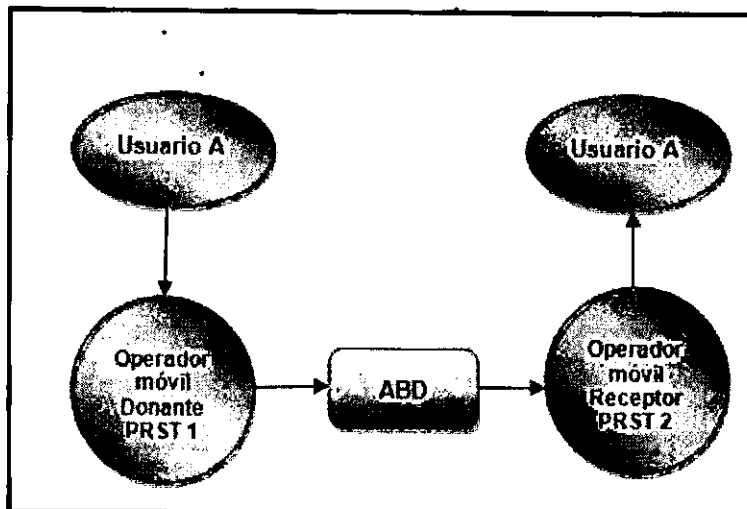 Usuario A
Usuario A
Operador
móvil
Donante
PRST 1
ABD
Operador
móvil
Receptor
PRST 2